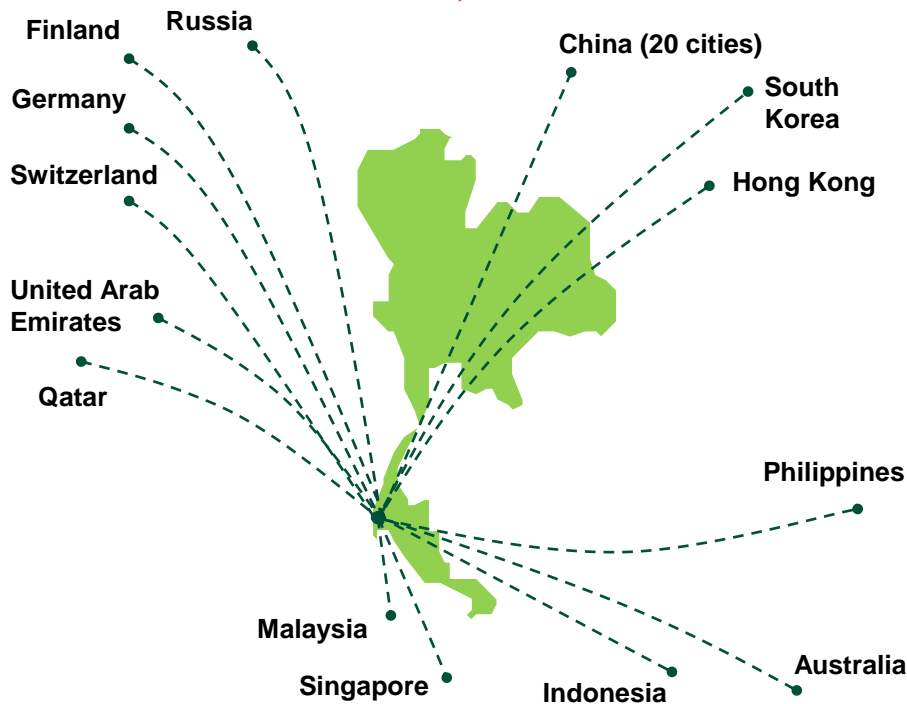 Finland
Russia
China (20 cities)
Germany
South
Korea
Switzerland
Hong Kong
United Arab
Emirates
Qatar
Philippines
Malaysia
Singapore
Indonesia
Australia